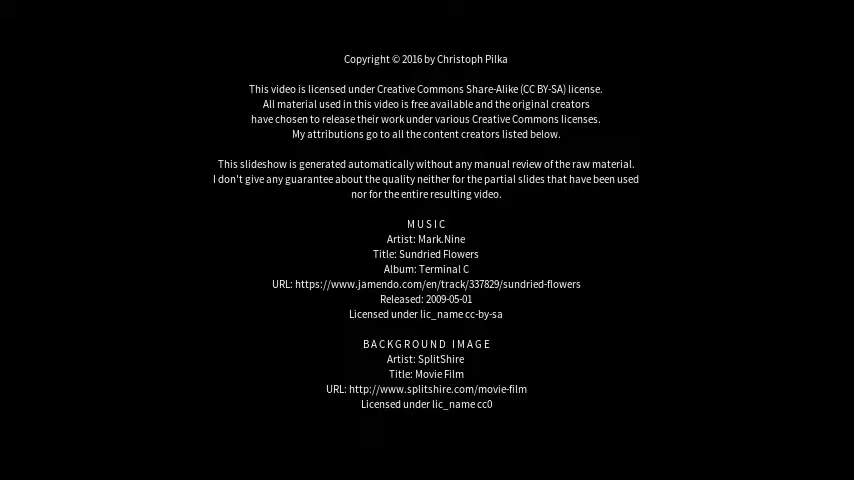 Copyright © 2016 by Christoph Pilka
This video is licensed under Creative Commons Share-Alike (CC BY-SA) license.
All material used in this video is free available and the original creators
have chosen to release their work under various Creative Commons licenses.
My attributions go to all the content creators listed below.
This slideshow is generated automatically without any manual review of the raw material.
I don't give any guarantee about the quality neither for the partial slides that have been used
nor for the entire resulting video.
MUSIC
Artist: Mark.Nine
Title: Sundried Flowers
Album: Terminal C
URL: https://www.jamendo.com/en/track/337829/sundried-flowers
Released: 2009-05-01
Licensed under lic_name cc-by-sa
BACKGROUND IMAGE
Artist: SplitShire
Title: Movie Film
URL: http://www.splitshire.com/movie-film
Licensed under lic_name cc0